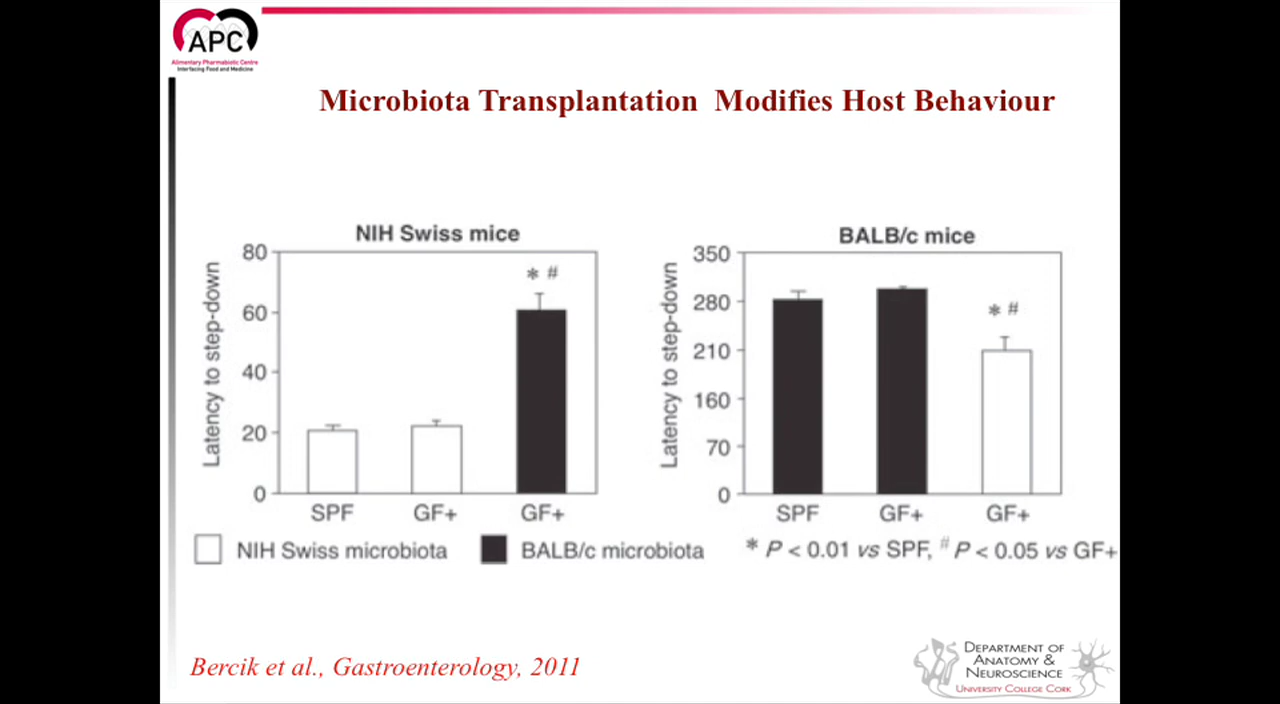 APC
Alimentary Pharmabiotic Centre
Interfacing Food and Medicine
Microbiota Transplantation Modifies Host Behaviour
NIH Swiss mice
Latency to step-down
80
60
40
20
0
* #
SPF
GF+
GF+
BALB/c mice
Latency to step-down
350
280
210
160
70
0
* #
SPF
GF+
GF+
NIH Swiss microbiota
BALB/c microbiota
* P < 0.01 vs SPF, # P < 0.05 vs GF+
Bercik et al., Gastroenterology, 2011
DEPARTMENT OF
ANATOMY &
NEUROSCIENCE
UNIVERSITY COLLEGE CORK